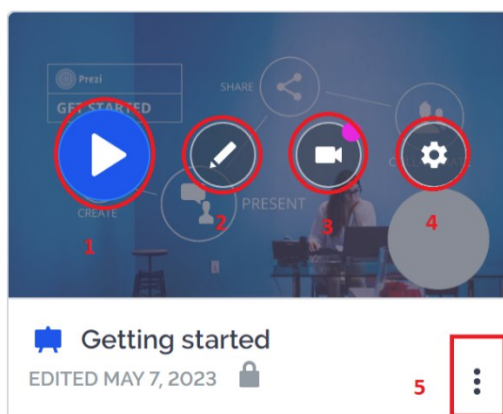 Prezi
GET STARTED
SHARE
CREATE
PRESENT
1
2
3
4
Getting started
EDITED MAY 7, 2023
5